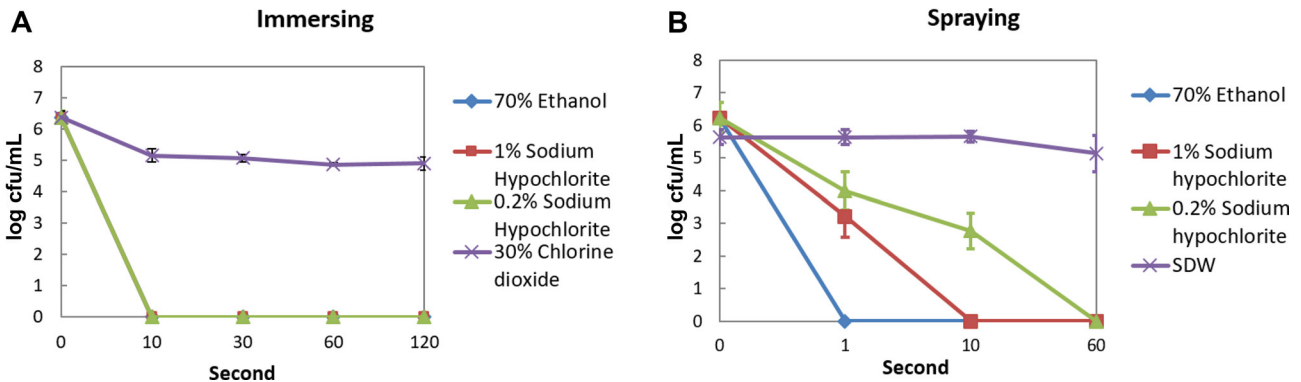 A
Immersing
8
7
6
5
4
3
2
1
0
log cfu/mL
0 10 30 60 120
Second
70% Ethanol
1% Sodium
Hypochlorite
0.2% Sodium
Hypochlorite
30% Chlorine
dioxide
B
Spraying
8
7
6
5
4
3
2
1
0
log cfu/mL
0 1 10 60
Second
70% Ethanol
1% Sodium
hypochlorite
0.2% Sodium
hypochlorite
SDW